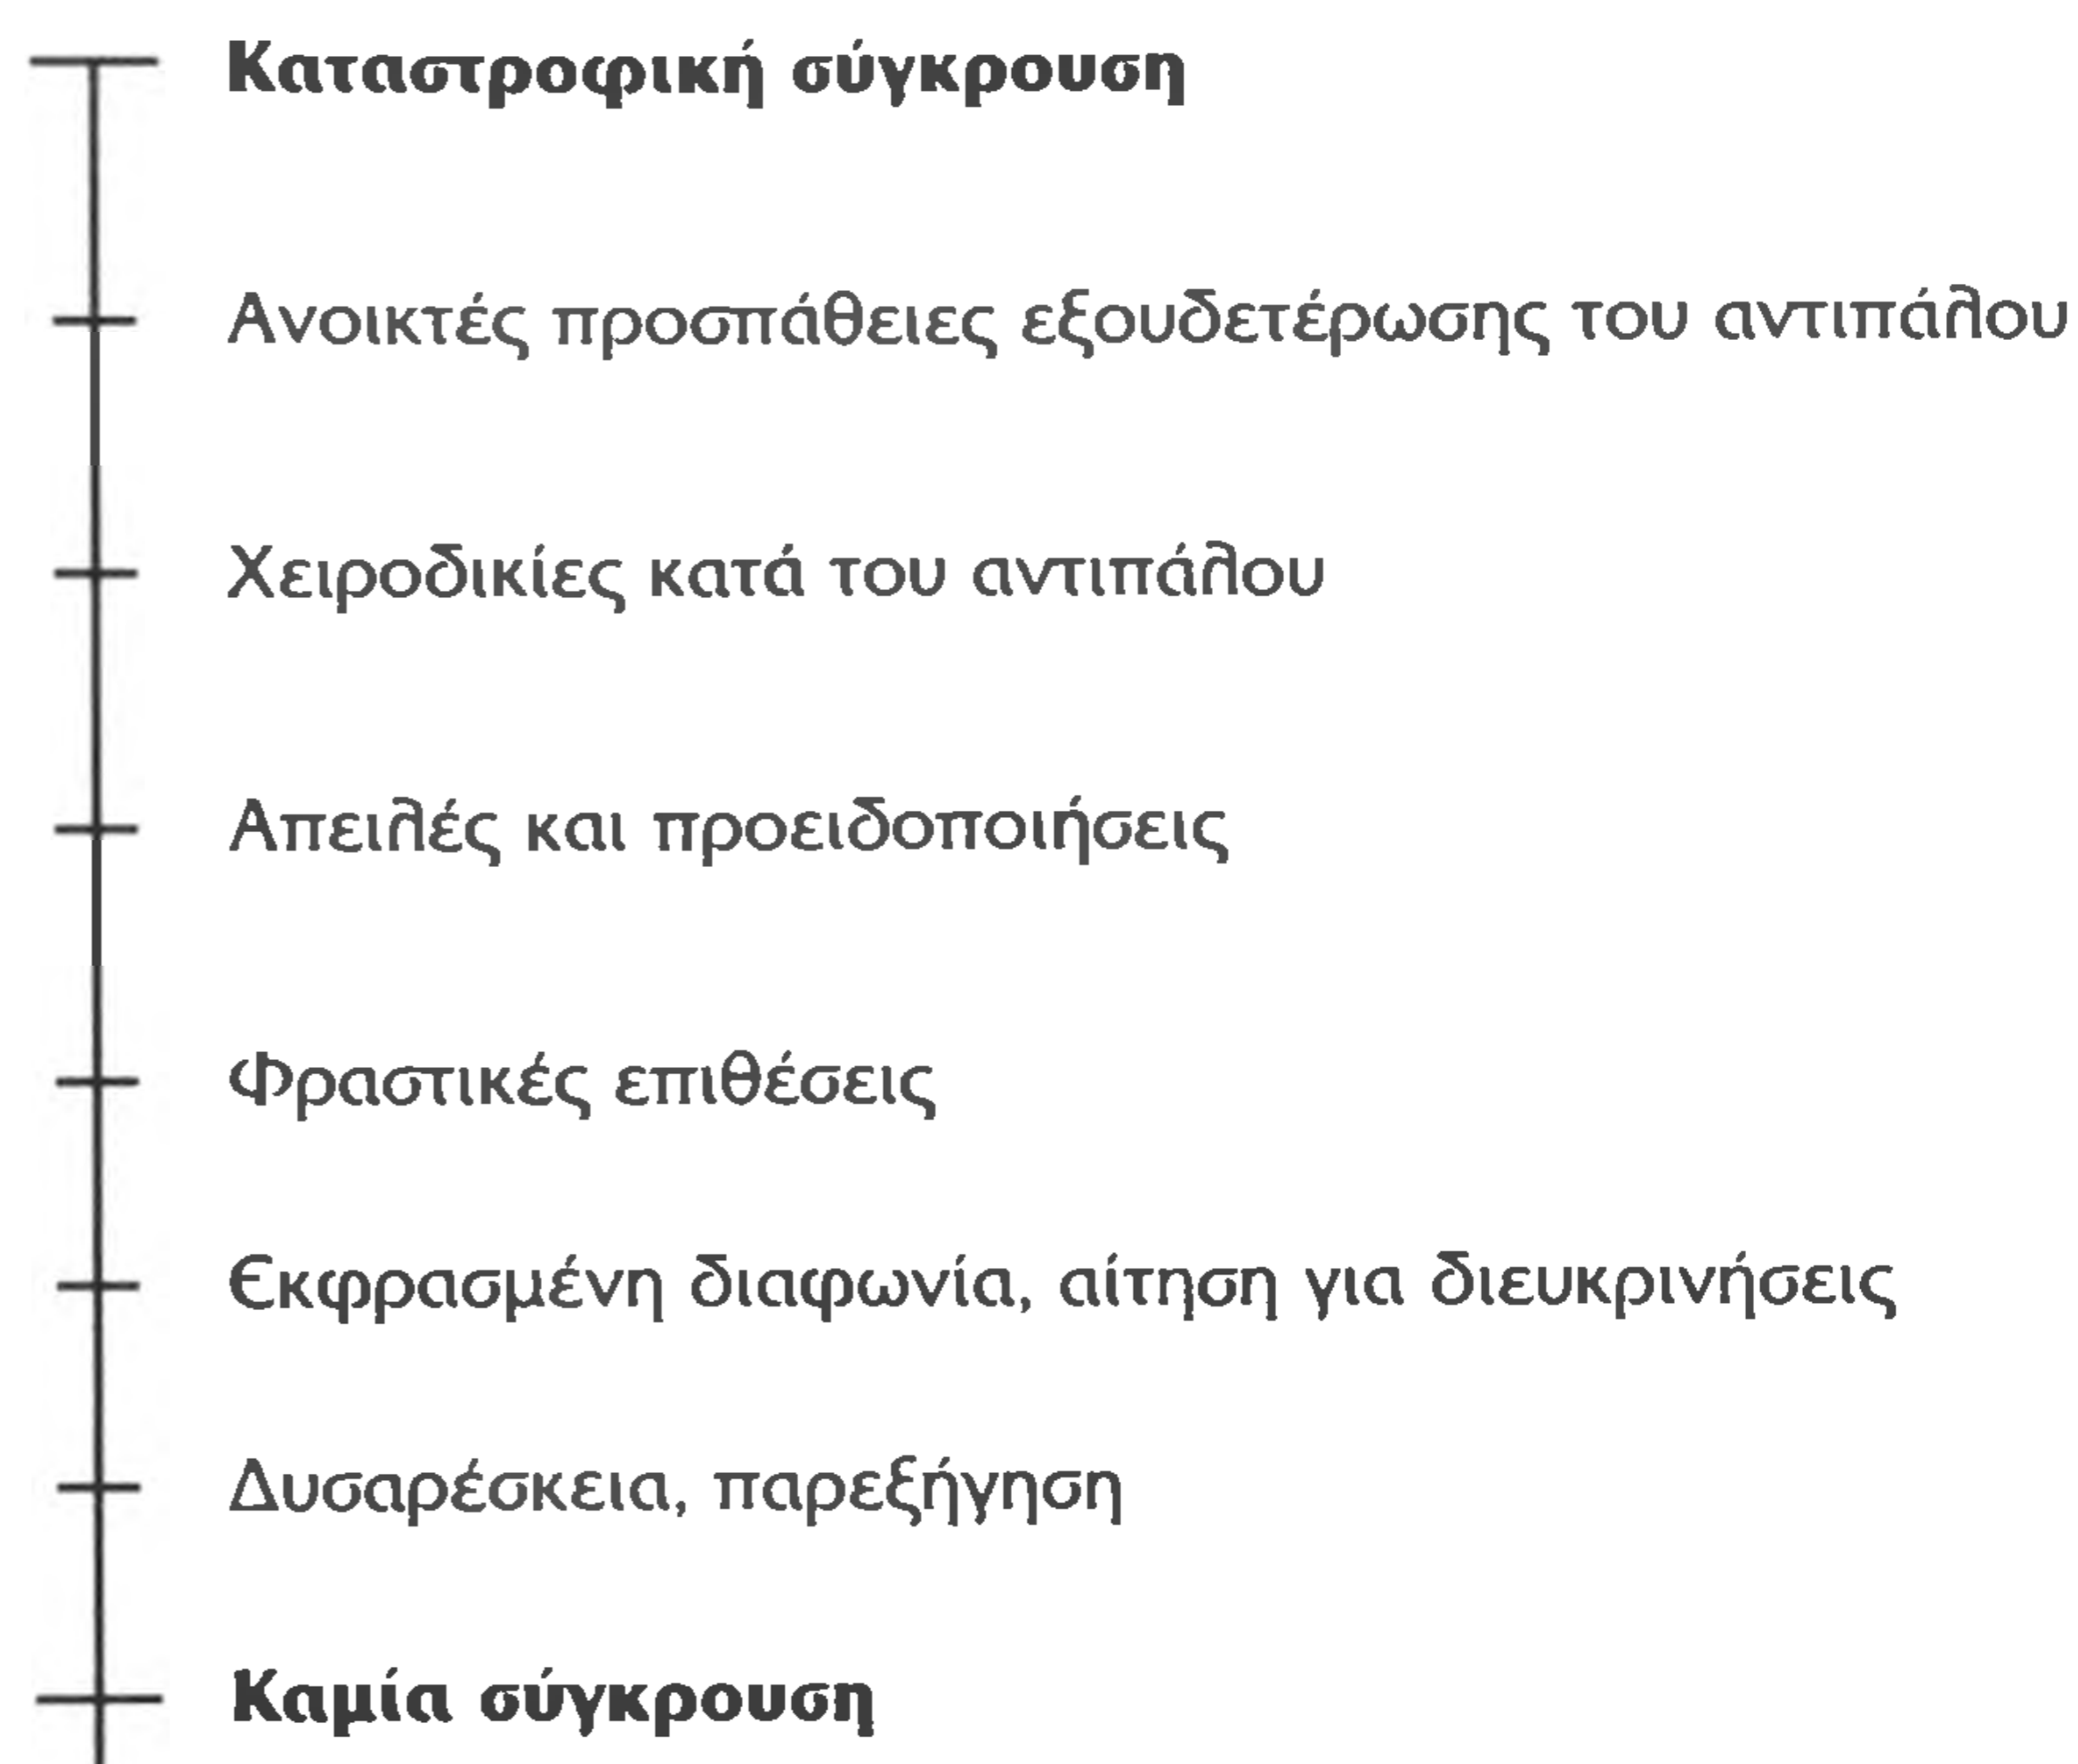 Καταστροφική σύγκρουση
Ανοικτές προσπάθειες εξουδετέρωσης του αντιπάλου
Χειροδικίες κατά του αντιπάλου
Απειλές και προειδοποιήσεις
Φραστικές επιθέσεις
Εκφρασμένη διαφωνία, αίτηση για διευκρινήσεις
Δυσαρέσκεια, παρεξήγηση
Καμία σύγκρουση